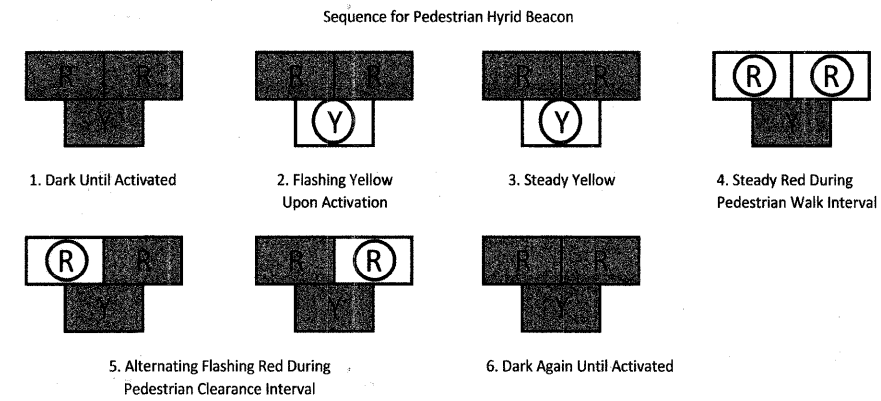 Sequence for Pedestrian Hyrid Beacon
R R
Y
R R
Y
R R
Y
R R
Y
1. Dark Until Activated
2. Flashing Yellow
Upon Activation
3. Steady Yellow
4. Steady Red During
Pedestrian Walk Interval
R R
Y
R R
Y
R R
Y
5. Alternating Flashing Red During
Pedestrian Clearance Interval
6. Dark Again Until Activated